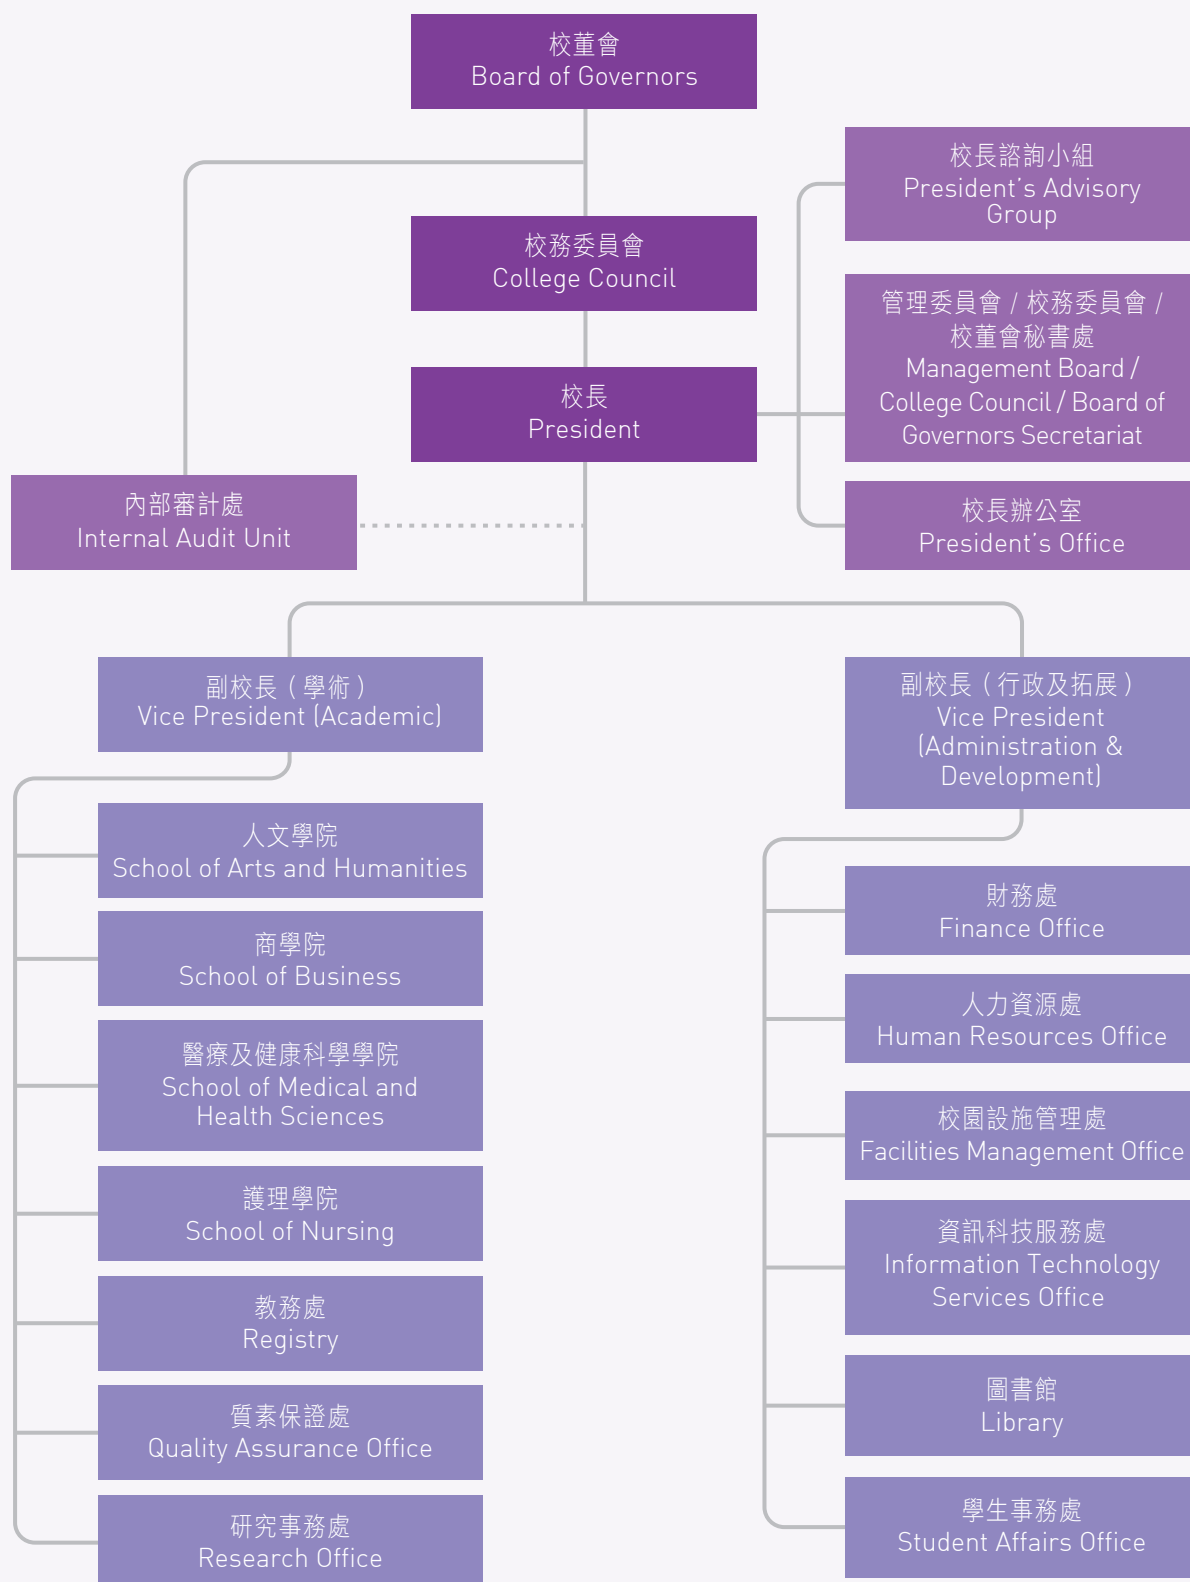 校董會
Board of Governors
校長諮詢小組
President's Advisory
Group
校務委員會
College Council
管理委員會 / 校務委員會 /
校董會秘書處
Management Board /
College Council / Board of
Governors Secretariat
校長
President
內部審計處
Internal Audit Unit
校長辦公室
President's Office
副校長（學術）
Vice President (Academic)
人文學院
School of Arts and Humanities
商學院
School of Business
醫療及健康科學學院
School of Medical and
Health Sciences
護理學院
School of Nursing
教務處
Registry
質素保證處
Quality Assurance Office
研究事務處
Research Office
副校長（行政及拓展）
Vice President
(Administration &
Development)
財務處
Finance Office
人力資源處
Human Resources Office
校園設施管理處
Facilities Management Office
資訊科技服務處
Information Technology
Services Office
圖書館
Library
學生事務處
Student Affairs Office